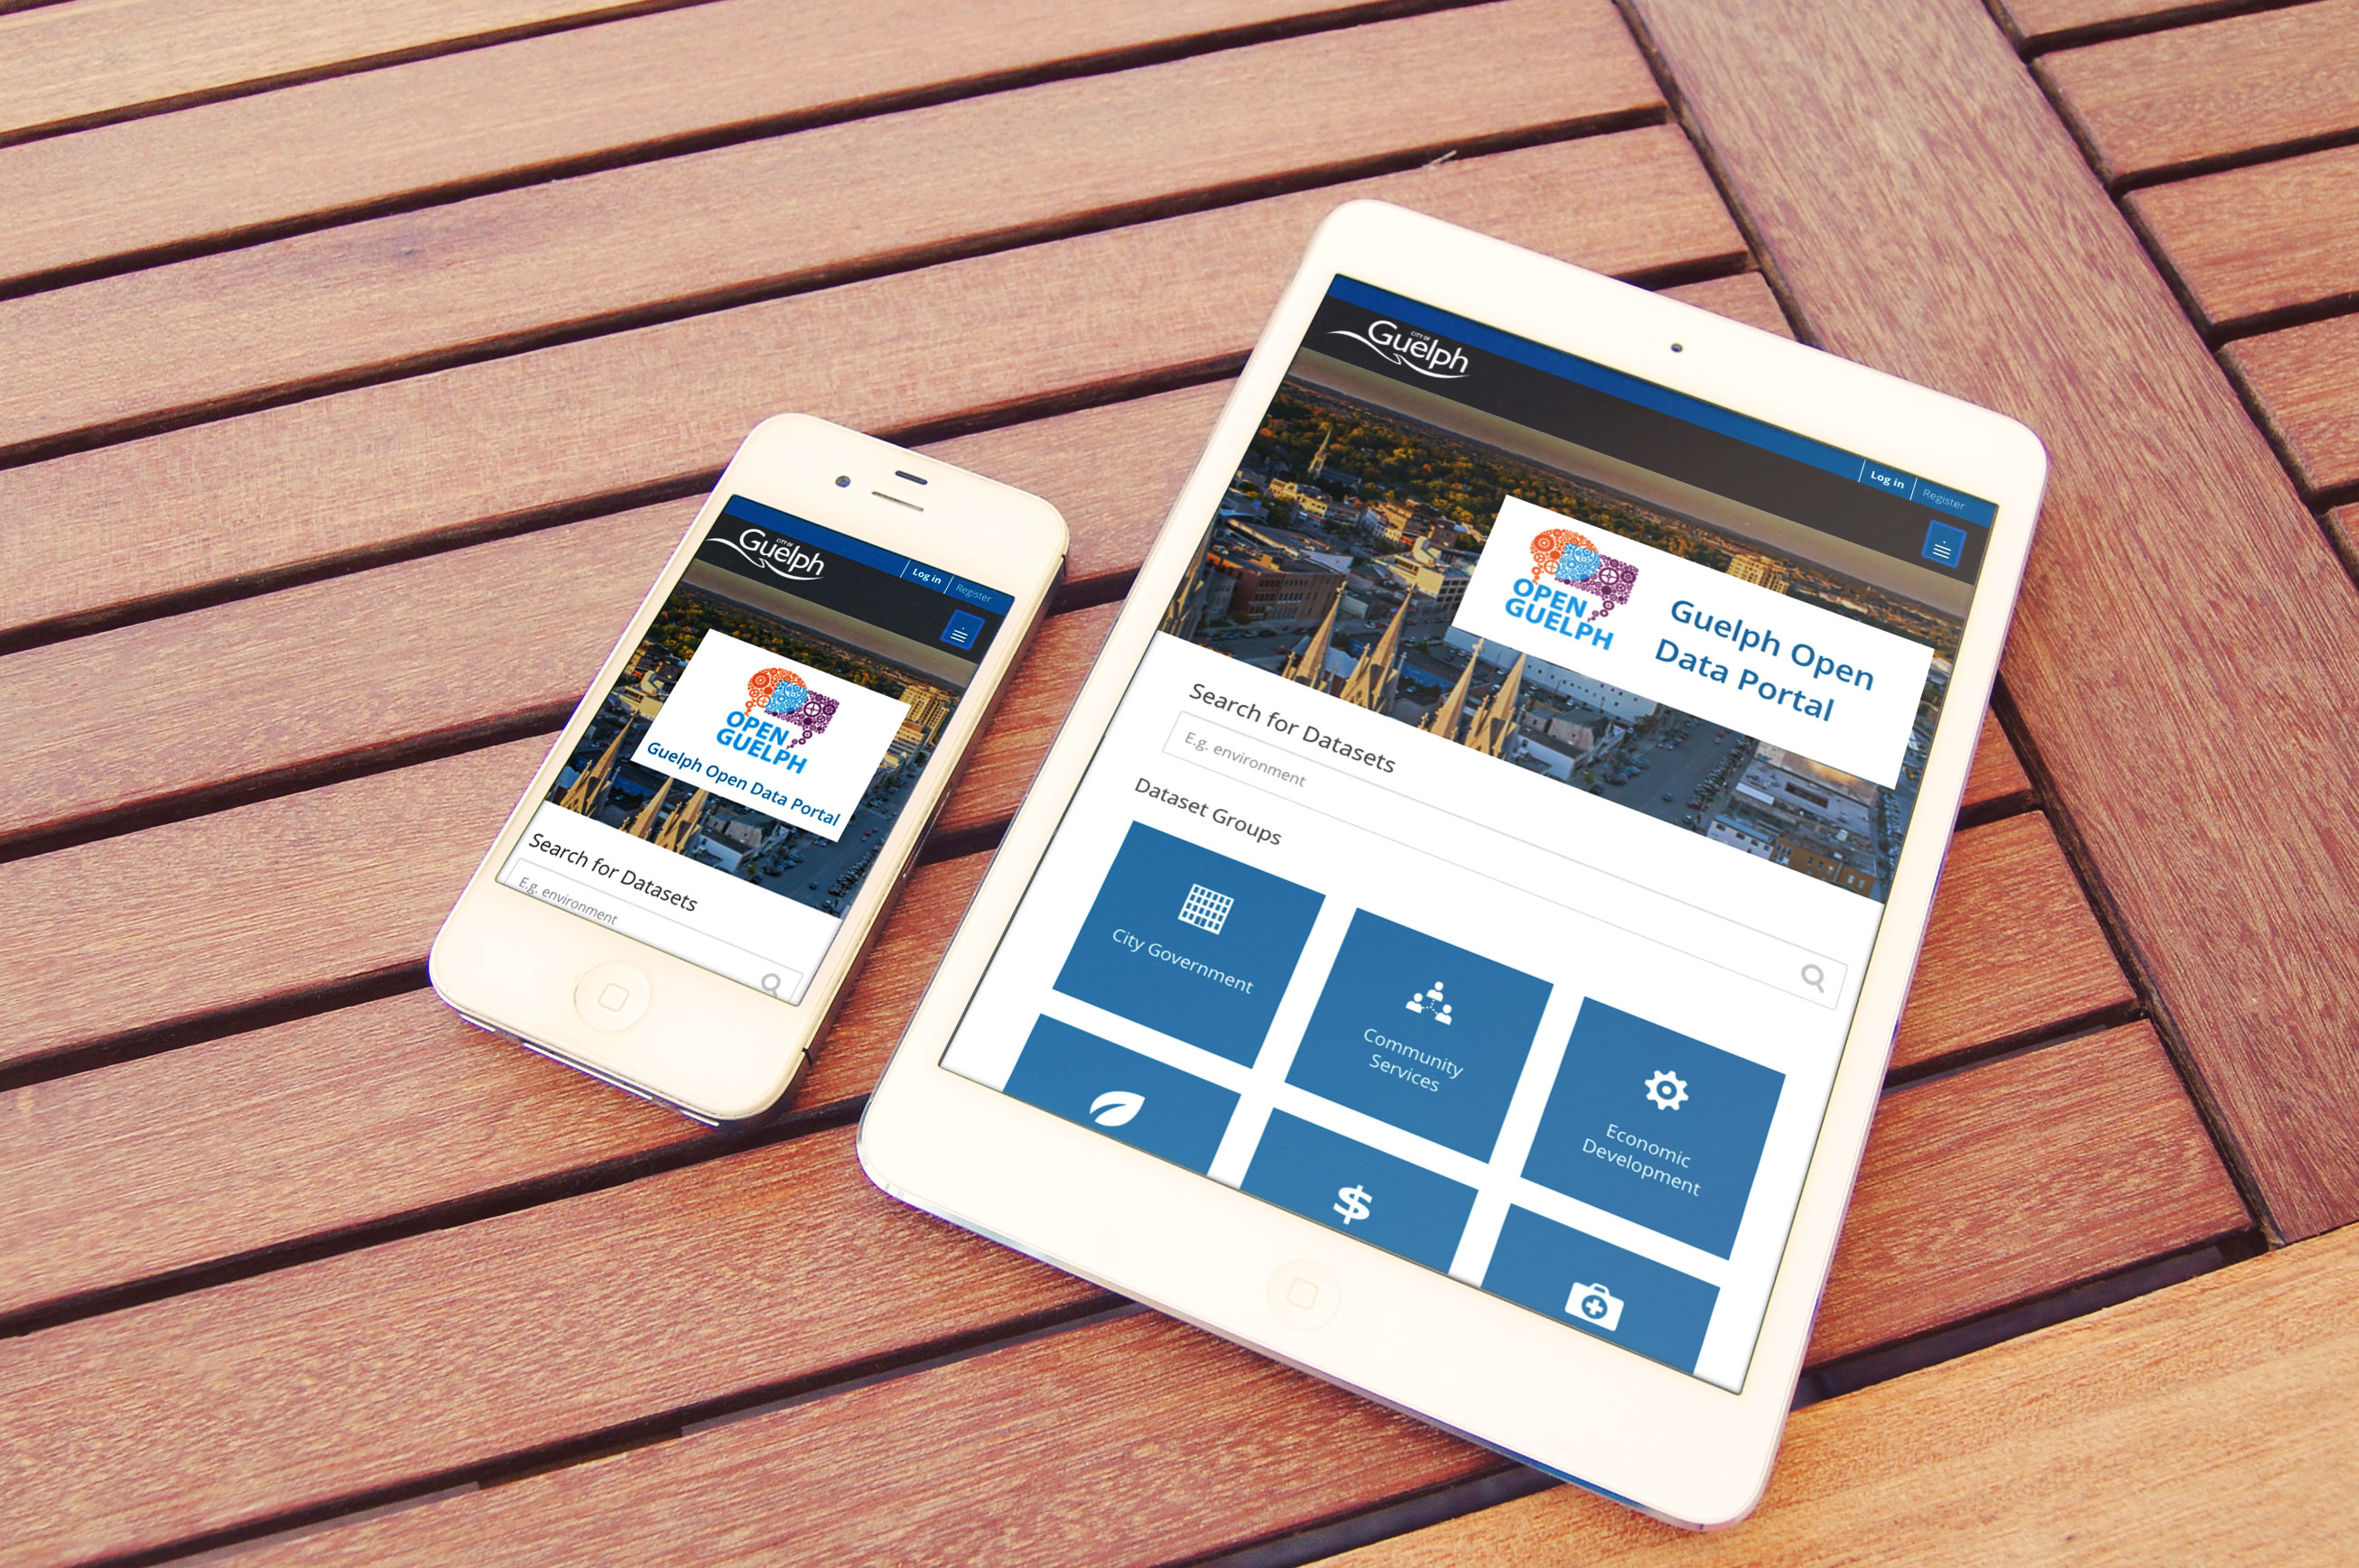 CITY OF
Guelph
Log in
Register
OPEN
GUELPH
Guelph Open Data Portal
Search for Datasets
E.g. environment
CITY OF
Guelph
Log in
Register
OPEN
GUELPH
Guelph Open
Data Portal
Search for Datasets
E.g. environment
Dataset Groups
City Government
Community
Services
Economic
Development
$